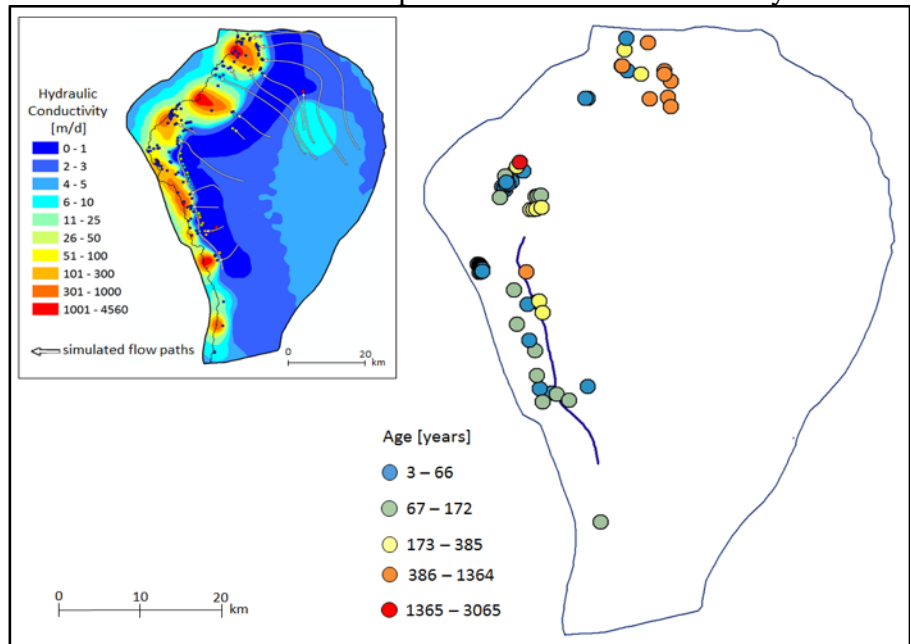 Hydraulic
Conductivity
[m/d]
0 - 1
2 - 3
4 - 5
6 - 10
11 - 25
26 - 50
51 - 100
101 - 300
301 - 1000
1001 - 4560
simulated flow paths
0 20
km
Age [years]
3 – 66
67 – 172
173 – 385
386 – 1364
1365 – 3065
0 10 20
km